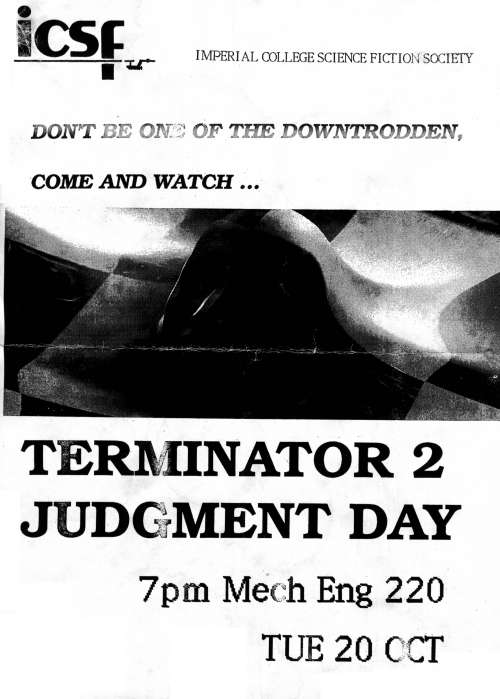 icsf
IMPERIAL COLLEGE SCIENCE FICTION SOCIETY
DON'T BE ONE OF THE DOWNTRODDEN,
COME AND WATCH ...
TERMINATOR 2
JUDGMENT DAY
7pm Mech Eng 220
TUE 20 OCT